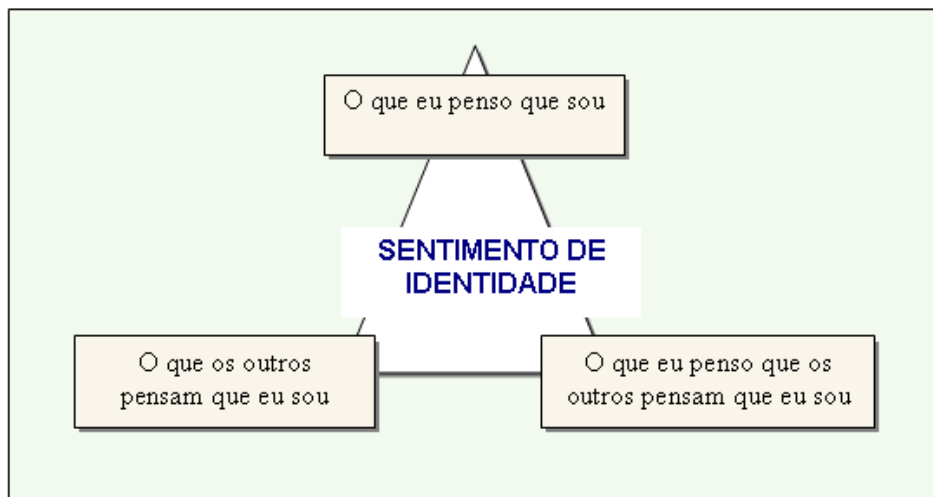 O que eu penso que sou
SENTIMENTO DE
IDENTIDADE
O que os outros
pensam que eu sou
O que eu penso que os
outros pensam que eu sou